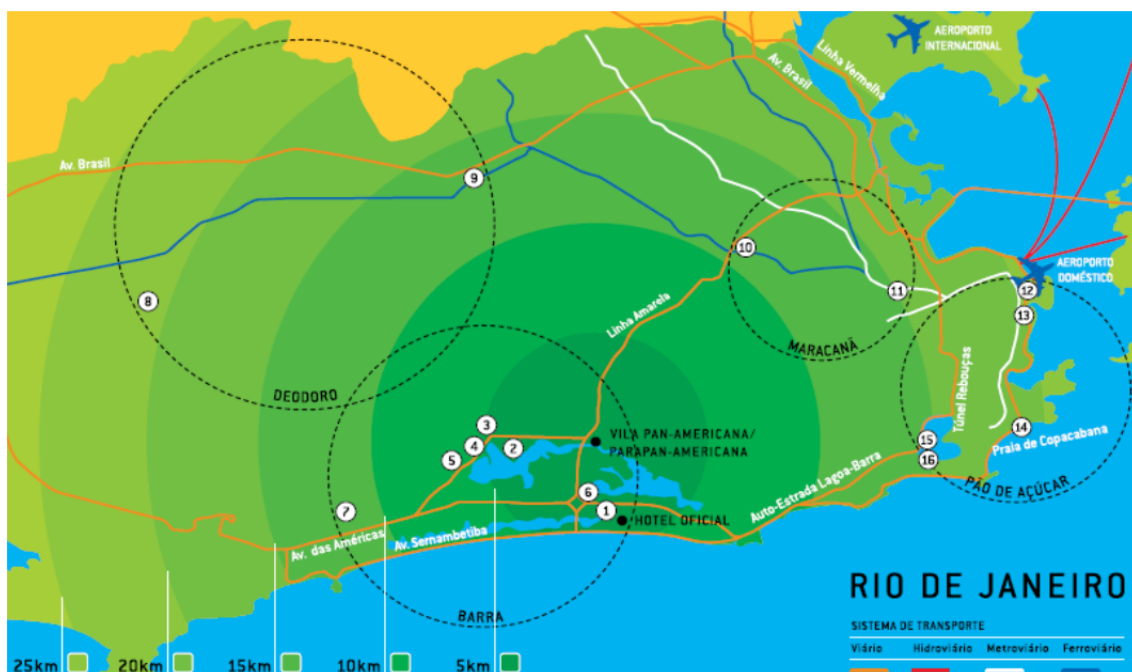 AEROPORTO
INTERNACIONAL
Linha Vermelha
Av. Brasil
Av. Brasil
9
10
8
11
AEROPORTO
DOMÉSTICO
12
13
MARACANÃ
Linha Amarela
DEODORO
Túnel Rebouças
3
4
2
5
VILA PAN-AMERICANA/
PARAPAN-AMERICANA
14
15
16
Praia de Copacabana
PÃO DE AÇÚCAR
Auto-Estrada Lagoa-Barra
6
7
1
HOTEL OFICIAL
Av. das Américas
Av. Sernambetiba
BARRA
RIO DE JANEIRO
SISTEMA DE TRANSPORTE
Viário Hidroviário Metroviário Ferroviário
25km 20km 15km 10km 5km